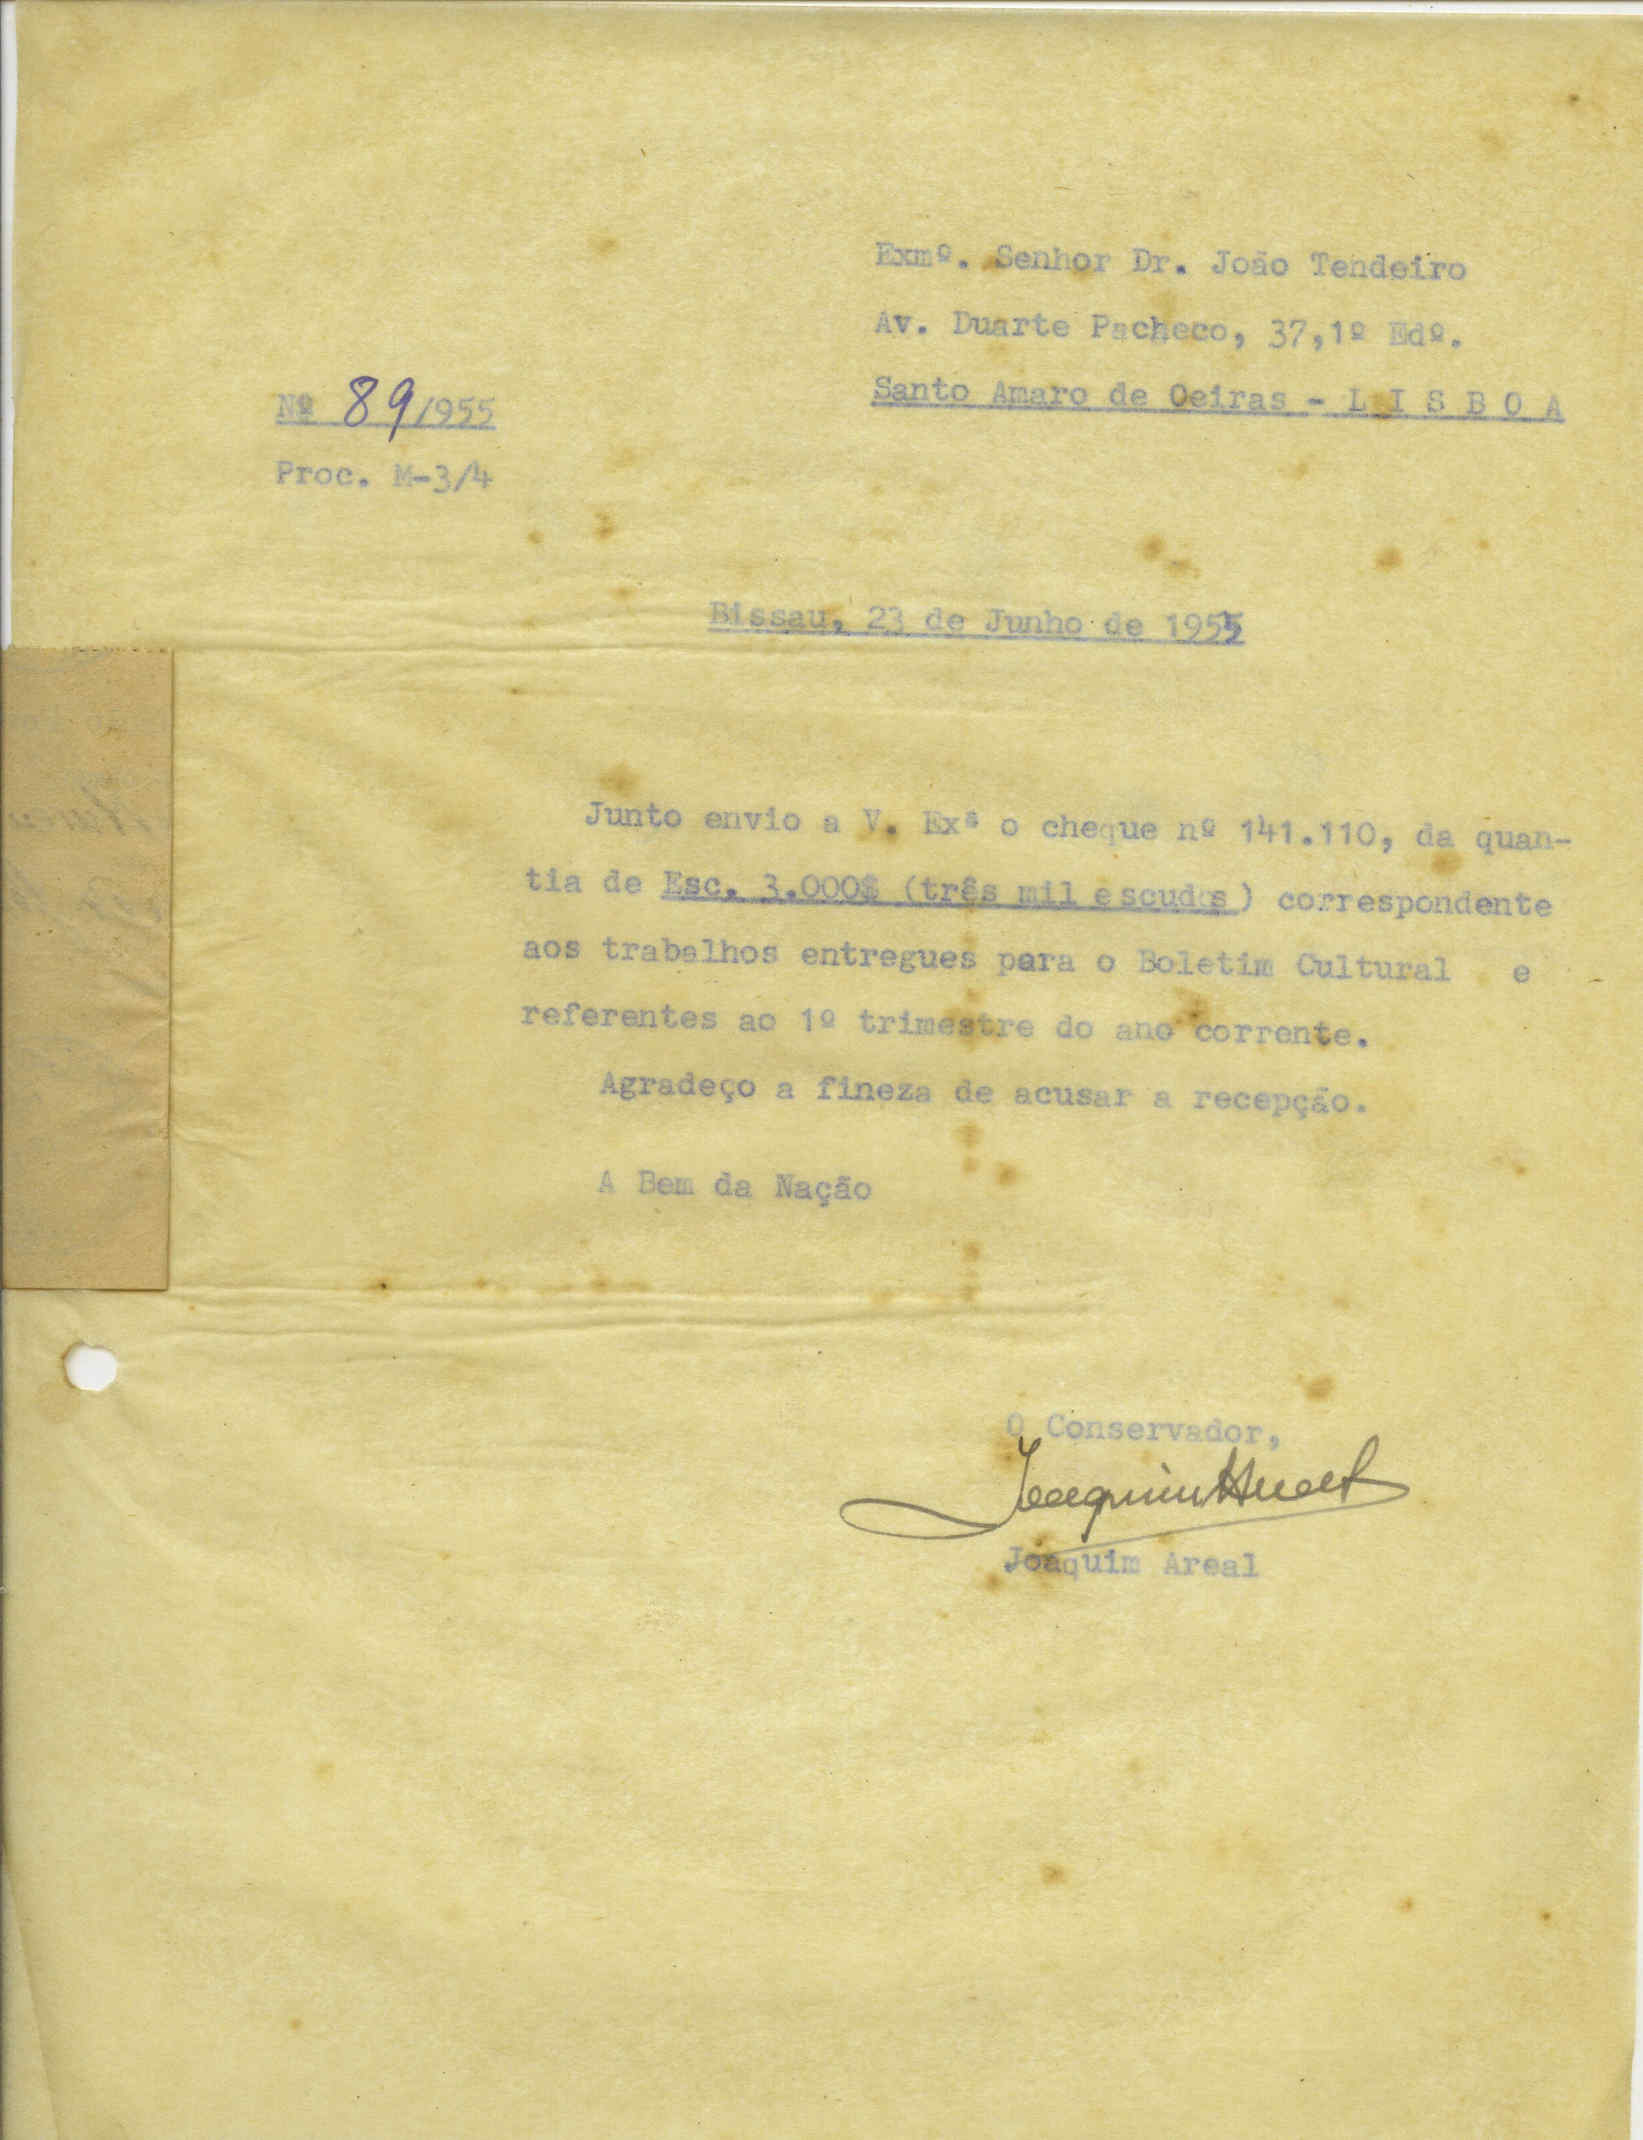 Exmº. Senhor Dr. João Tendeiro
Av. Duarte Pacheco, 37,1º Edº.
Santo Amaro de Oeiras - L I S B O A
Nº 89/955
Proc. M-3/4
Bissau, 23 de Junho de 1955
Junto envio a V. Exª o cheque nº 141.110, da quan-
tia de Esc. 3.000$ (três mil escudos) correspondente
aos trabalhos entregues para o Boletim Cultural e
referentes ao 1º trimestre do ano corrente.
Agradeço a fineza de acusar a recepção.
A Bem da Nação
O Conservador,
Joaquim Areal
Joaquim Areal